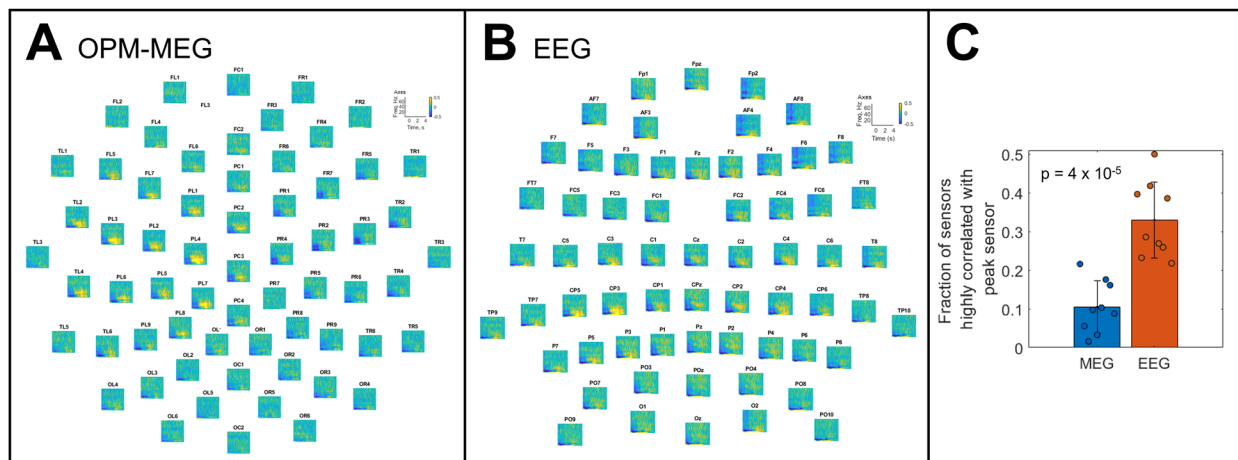 A OPM-MEG
FC1
FL1
FR1
FL2
FL3
FR3
FR2
FL4
FR4
Axes
Freq, Hz
60
40
20
0 2 4
Time, s
0.5
-0.5
FC2
FL6
FR6
TL1
FL5
FR5
TR1
PC1
FL7
FR7
PL1
PR1
TL2
TR2
PC2
PL3
PL2
PR2
PR3
TL3
PL4
PR4
TR3
PC3
TL4
PL6
PL5
PR5
PR6
TR4
PL7
PR7
PC4
TL5
TL6
PL9
PL8
OL
OR1
PR8
PR9
TR6
TR5
OL2
OR2
OC1
OL4
OL3
OR3
OR4
OL5
OR5
OL6
OR6
OC2
B EEG
Fpz
Fp1
Fp2
AF7
AF8
AF3
AF4
Axes
Freq, Hz
60
40
20
0 2 4
Time (s)
0.5
-0.5
F7
F5
F3
F1
Fz
F2
F4
F6
F8
FT7
FC5
FC3
FC1
FC2
FC4
FC6
FT8
T7
C5
C3
C1
Cz
C2
C4
C6
T8
TP9
TP7
CP5
CP3
CP1
CPz
CP2
CP4
CP6
TP8
TP10
P7
P5
P3
P1
Pz
P2
P4
P6
P8
PO7
PO3
POz
PO4
PO8
PO9
O1
Oz
O2
PO10
C
Fraction of sensors
highly correlated with
peak sensor
0.5
0.4
0.3
0.2
0.1
0
p = 4 x 10-5
MEG EEG